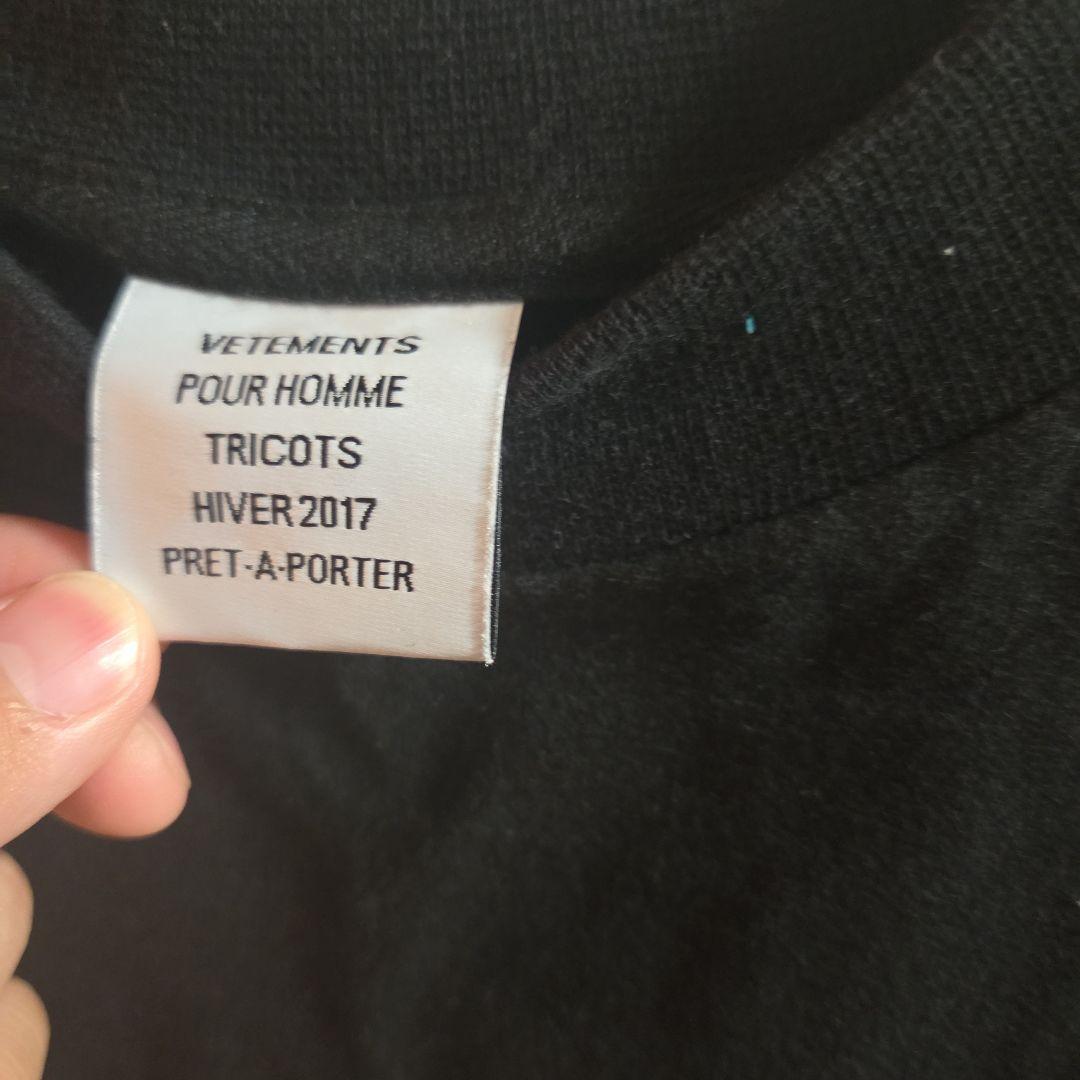 VETEMENTS
POUR HOMME
TRICOTS
HIVER 2017
PRET-A-PORTER